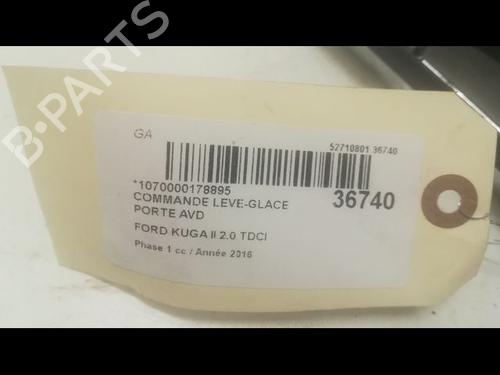 B-PARTS
GA
52710801 36740
*1070000178895
36740
COMMANDE LEVE-GLACE
PORTE AVD
FORD KUGA II 2.0 TDCI
Phase 1 cc / Année 2016